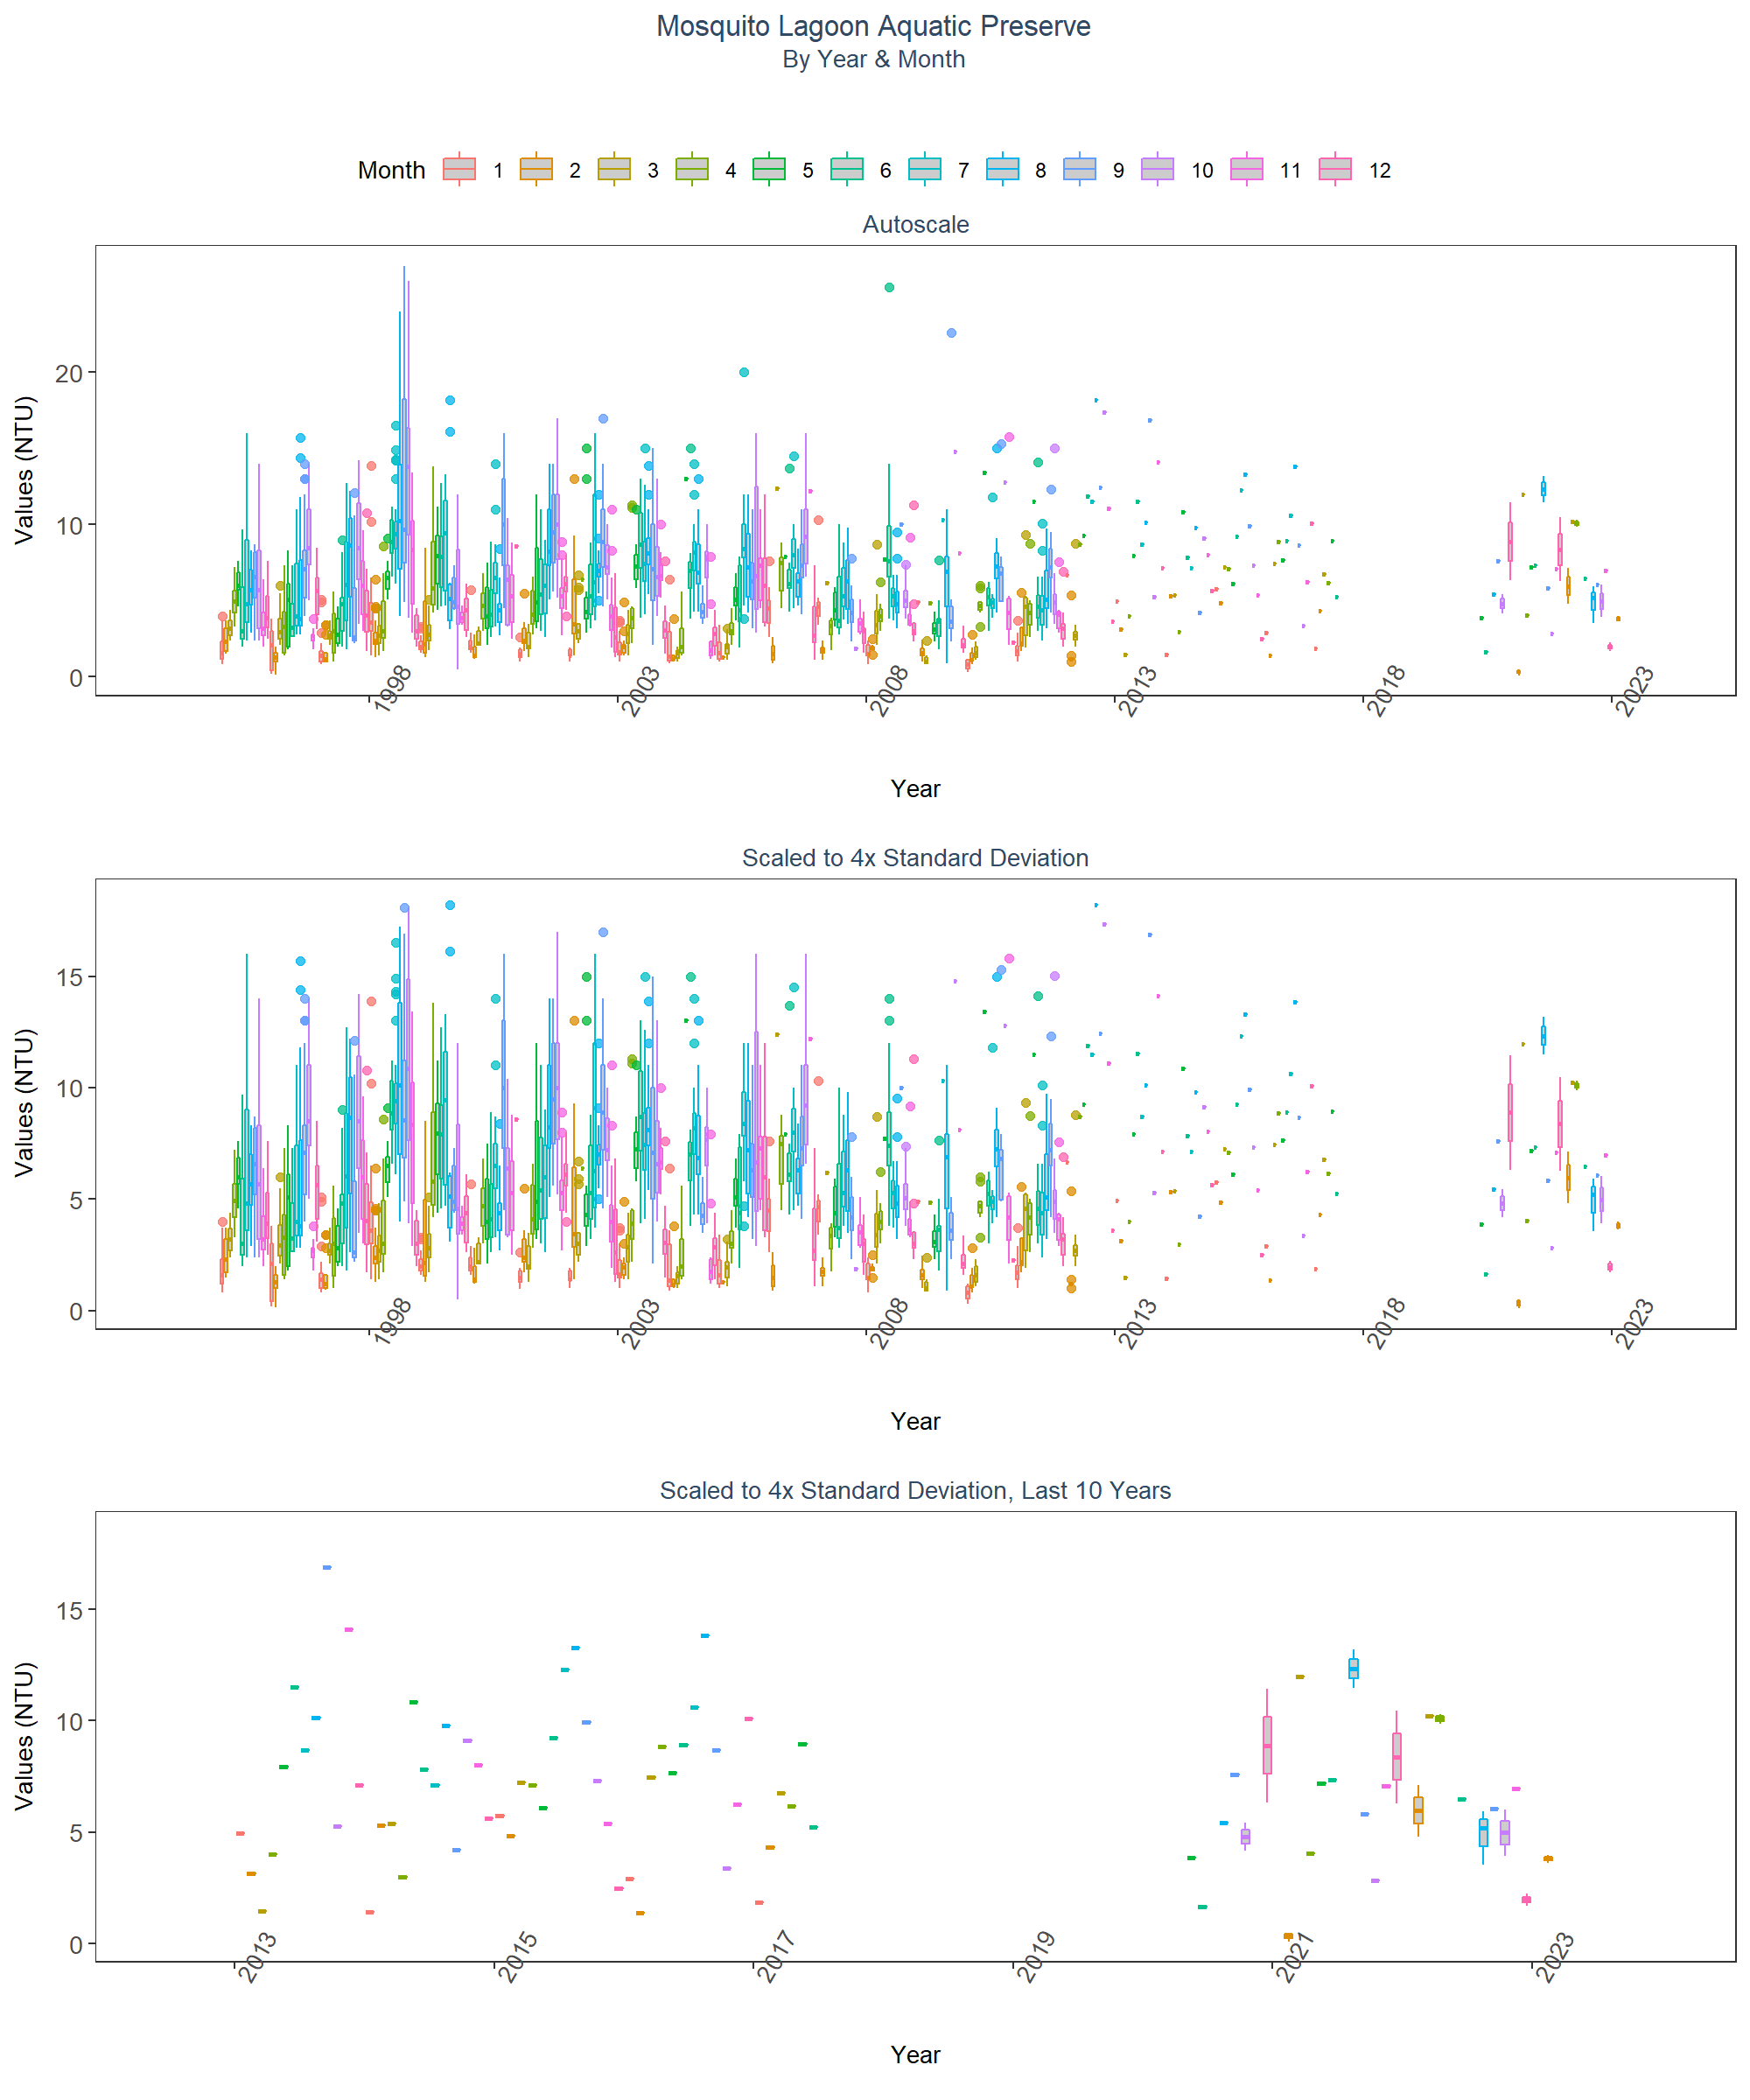 Mosquito Lagoon Aquatic Preserve
By Year & Month
Month 1 2 3 4 5 6 7 8 9 10 11 12
Autoscale
Values (NTU)
20
10
0
1998 2003 2008 2013 2018 2023
Year
Scaled to 4x Standard Deviation
Values (NTU)
15
10
5
0
1998 2003 2008 2013 2018 2023
Year
Scaled to 4x Standard Deviation, Last 10 Years
Values (NTU)
15
10
5
0
2013 2015 2017 2019 2021 2023
Year